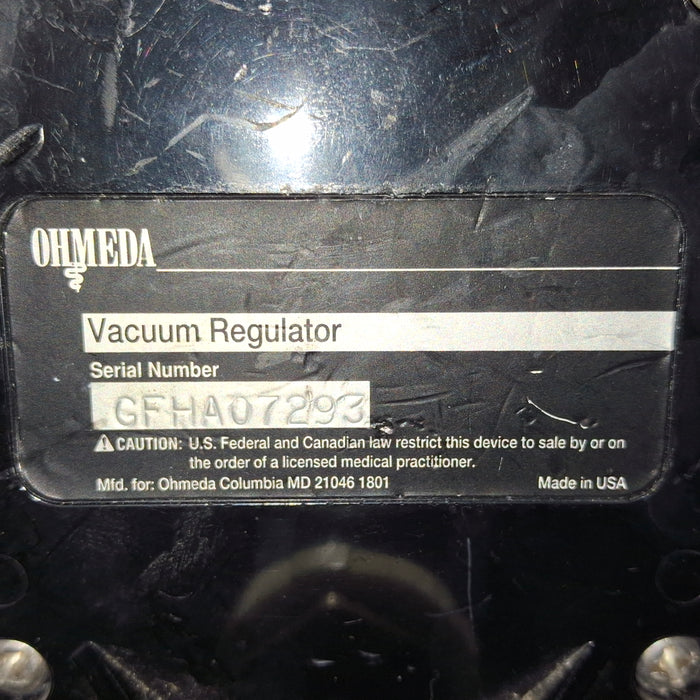 OHMEDA
Vacuum Regulator
Serial Number
GFHA07293
⚠ CAUTION: U.S. Federal and Canadian law restrict this device to sale by or on
the order of a licensed medical practitioner.
Mfd. for: Ohmeda Columbia MD 21046 1801 Made in USA